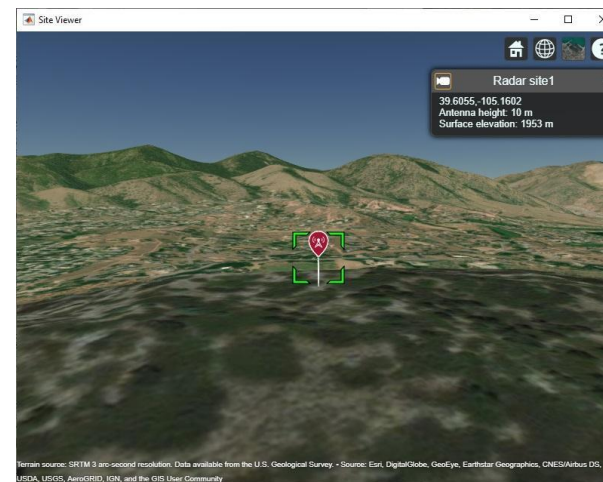 Site Viewer
?
Radar site1
39.6055,-105.1602
Antenna height: 10 m
Surface elevation: 1953 m
Terrain source: SRTM 3 arc-second resolution. Data available from the U.S. Geological Survey. • Source: Esri, DigitalGlobe, GeoEye, Earthstar Geographics, CNES/Airbus DS,
USDA, USGS, AeroGRID, IGN, and the GIS User Community